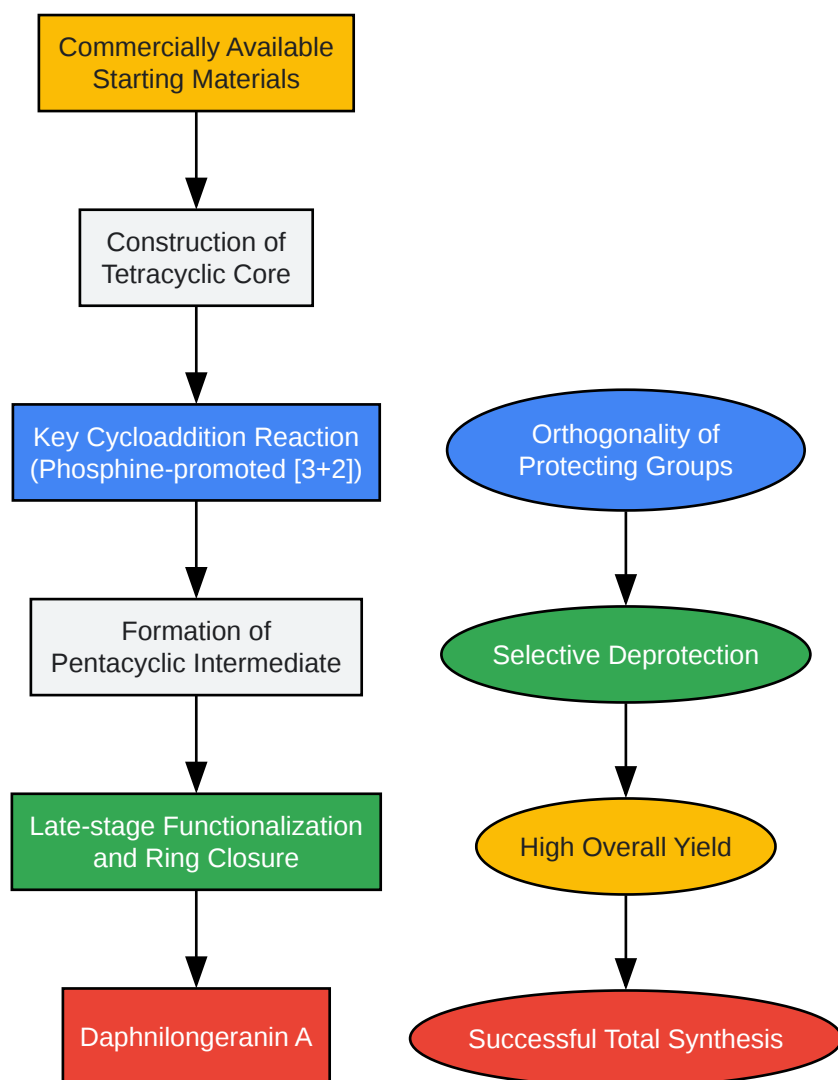 Commercially Available
Starting Materials
Construction of
Tetracyclic Core
Key Cycloaddition Reaction
(Phosphine-promoted [3+2])
Formation of
Pentacyclic Intermediate
Late-stage Functionalization
and Ring Closure
Daphnilongeranin A
Orthogonality of
Protecting Groups
Selective Deprotection
High Overall Yield
Successful Total Synthesis